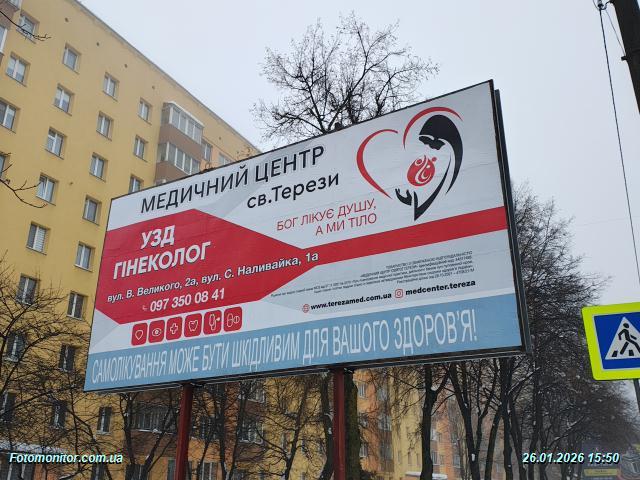 МЕДИЧНИЙ ЦЕНТР
св.Терези
БОГ ЛІКУЄ ДУШУ,
А МИ ТІЛО
УЗД
ГІНЕКОЛОГ
вул. В. Великого, 2а, вул. С. Наливайка, 1а
097 350 08 41
www.terezamed.com.ua medcenter.tereza
САМОЛІКУВАННЯ МОЖЕ БУТИ ШКІДЛИВИМ ДЛЯ ВАШОГО ЗДОРОВ'Я!
Fotomonitor.com.ua
26.01.2026 15:50